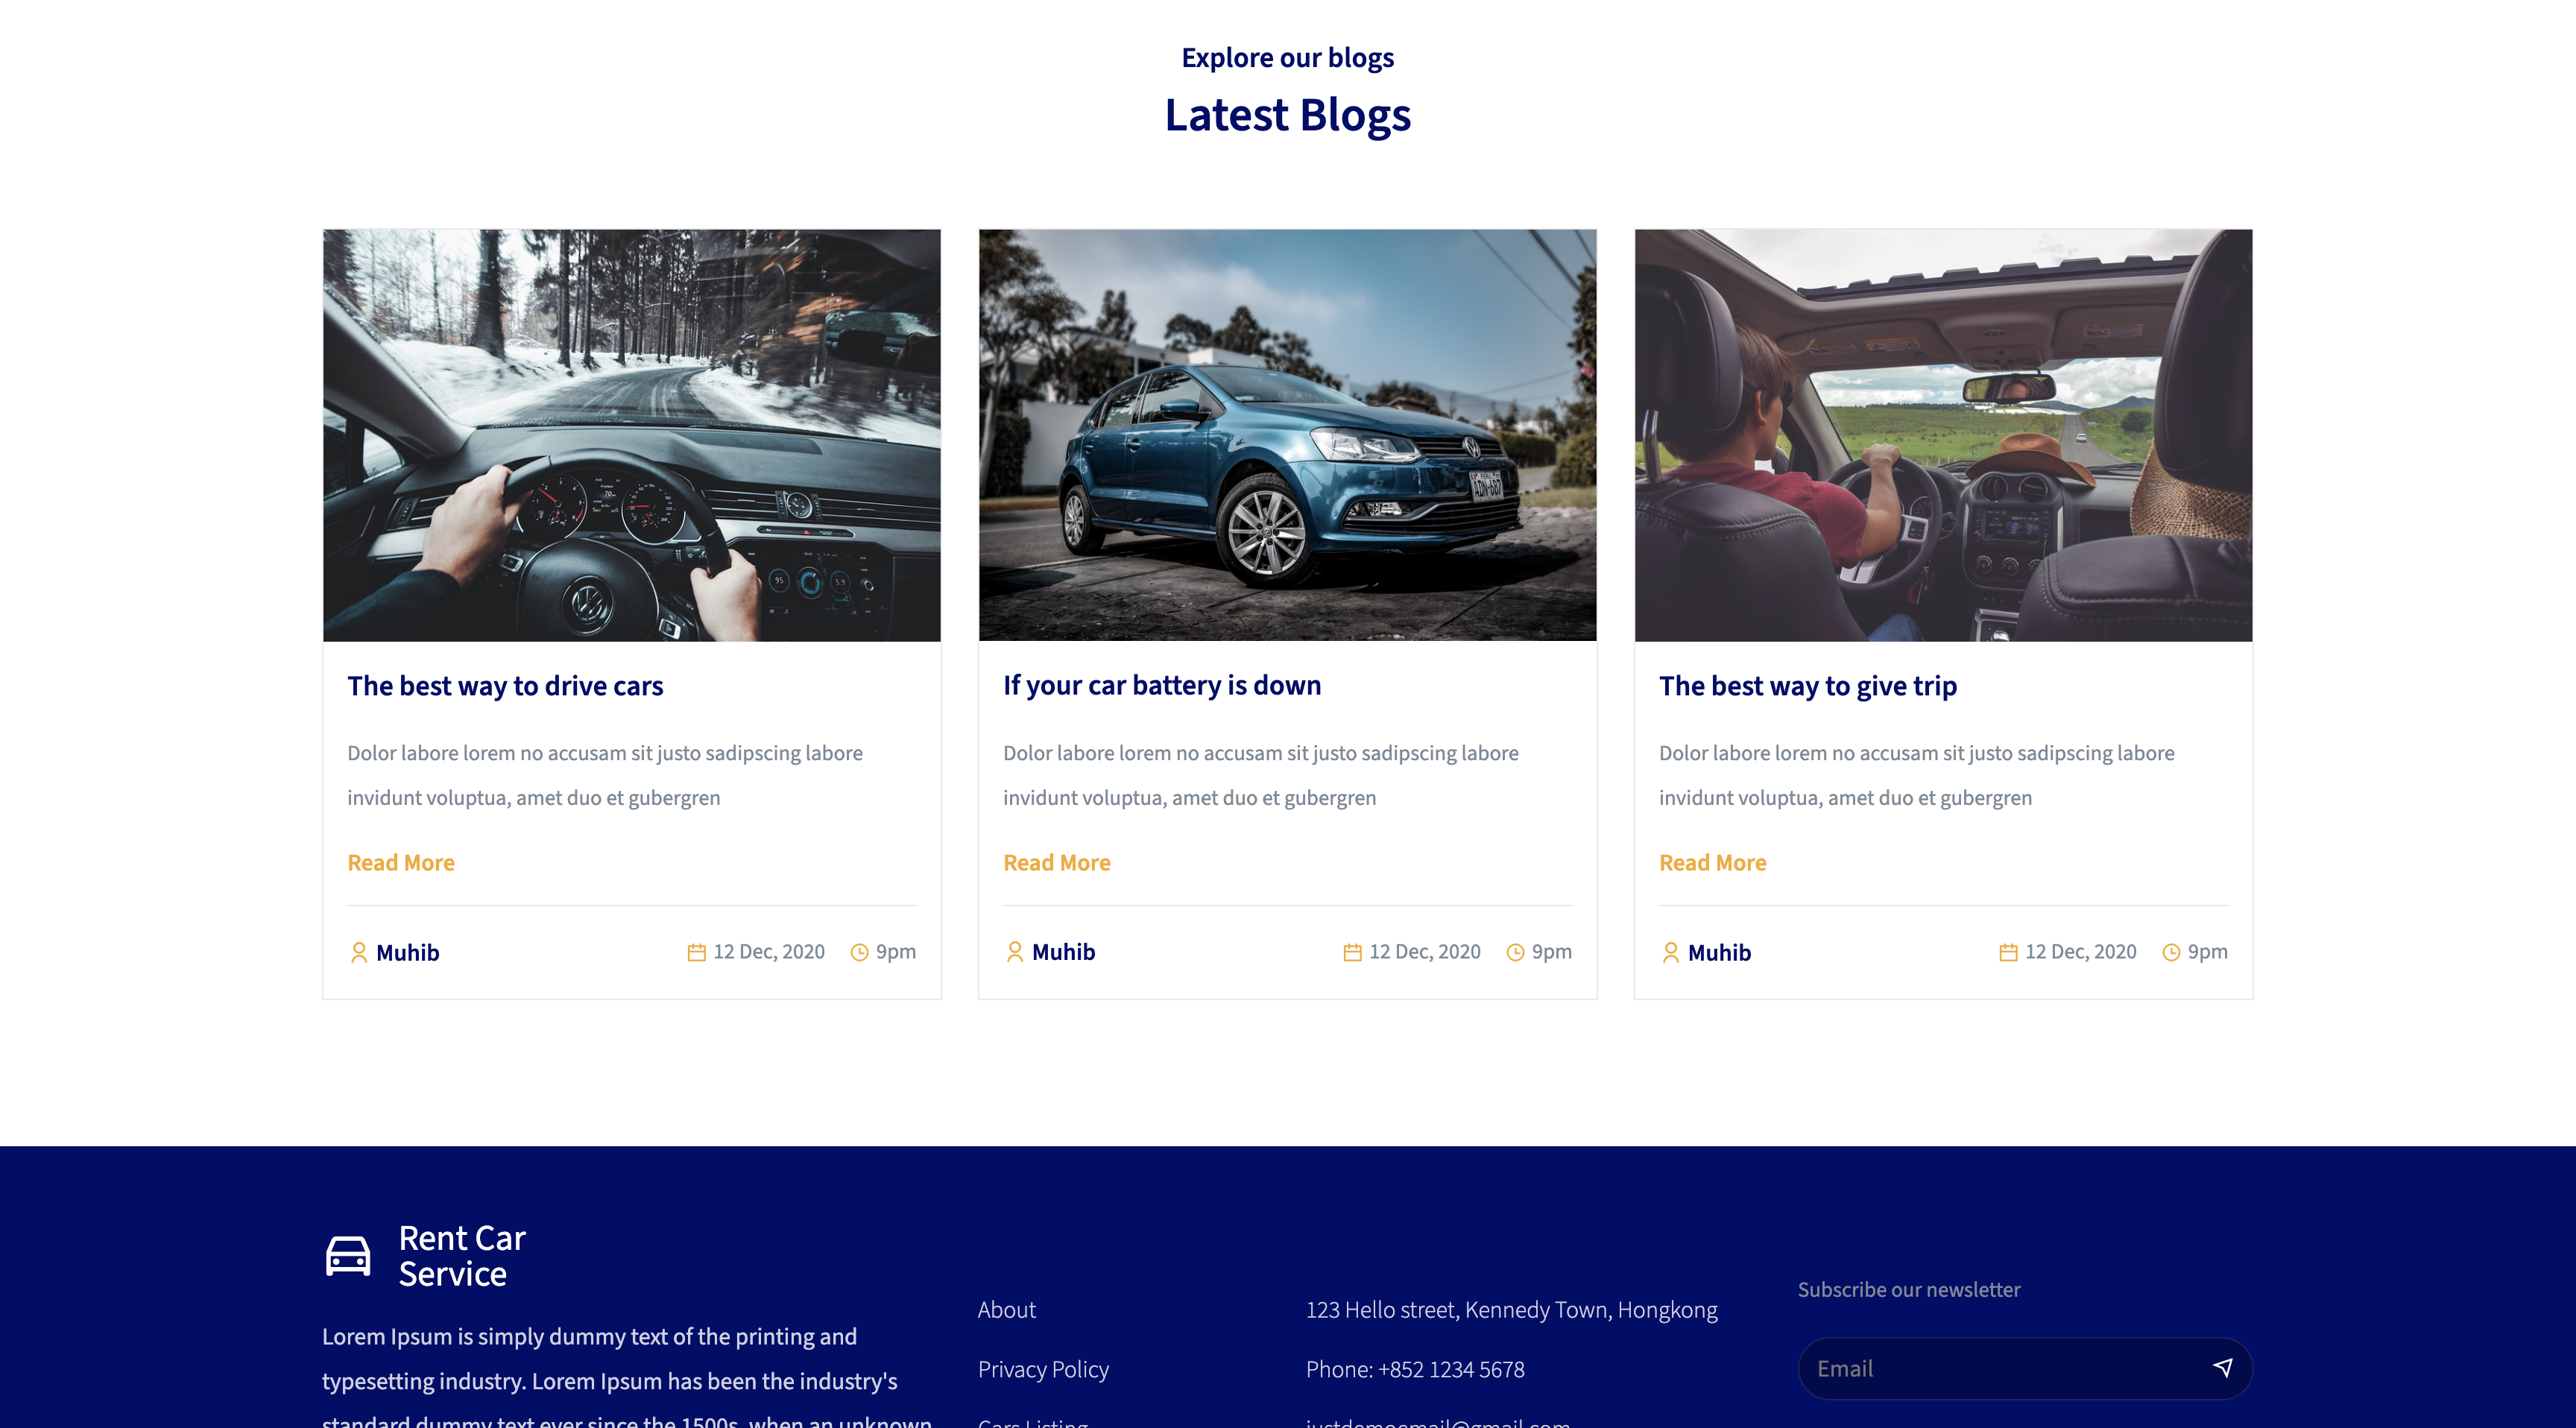 Explore our blogs
Latest Blogs
The best way to drive cars
Dolor labore lorem no accusam sit justo sadipscing labore
invidunt voluptua, amet duo et gubergren
Read More
Muhib 12 Dec, 2020 9pm
If your car battery is down
Dolor labore lorem no accusam sit justo sadipscing labore
invidunt voluptua, amet duo et gubergren
Read More
Muhib 12 Dec, 2020 9pm
The best way to give trip
Dolor labore lorem no accusam sit justo sadipscing labore
invidunt voluptua, amet duo et gubergren
Read More
Muhib 12 Dec, 2020 9pm
Rent Car
Service
Lorem Ipsum is simply dummy text of the printing and
typesetting industry. Lorem Ipsum has been the industry's
standard dummy text ever since the 1500s, when an unknown
About
Privacy Policy
Cars Listing
123 Hello street, Kennedy Town, Hongkong
Phone: +852 1234 5678
justdemoemail@gmail.com
Subscribe our newsletter
Email